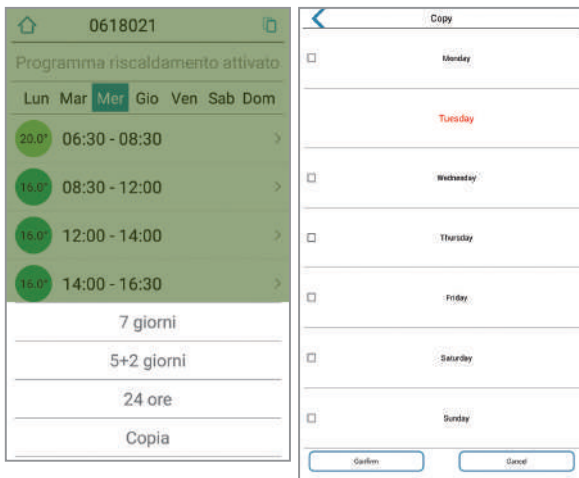 0618021
Programma riscaldamento attivato
Lun Mar Mer Gio Ven Sab Dom
20.0° 06:30 - 08:30
16.0° 08:30 - 12:00
16.0° 12:00 - 14:00
16.0° 14:00 - 16:30
7 giorni
5+2 giorni
24 ore
Copia
Copy
Monday
Tuesday
Wednesday
Thursday
Friday
Saturday
Sunday
Confirm Cancel